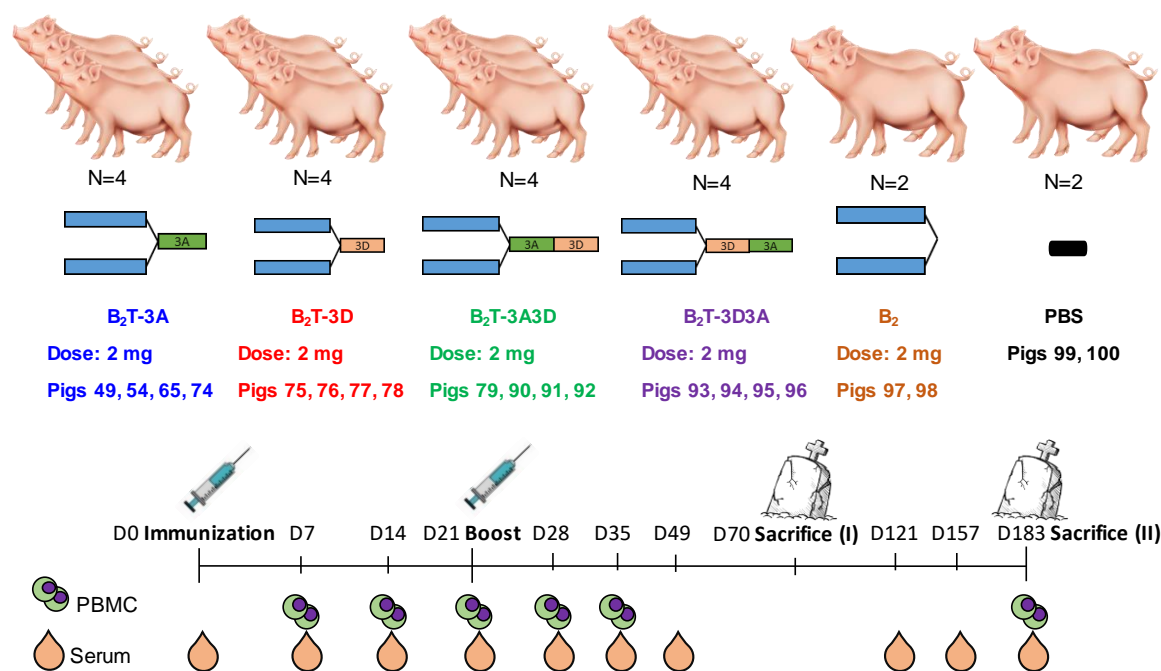 N=4 N=4 N=4 N=4 N=2 N=2
3A 3D 3A 3D 3D 3A
B₂T-3A B₂T-3D B₂T-3A3D B₂T-3D3A B₂ PBS
Dose: 2 mg Dose: 2 mg Dose: 2 mg Dose: 2 mg Dose: 2 mg Pigs 99, 100
Pigs 49, 54, 65, 74 Pigs 75, 76, 77, 78 Pigs 79, 90, 91, 92 Pigs 93, 94, 95, 96 Pigs 97, 98
D0 Immunization D7 D14 D21 Boost D28 D35 D49 D70 Sacrifice (I) D121 D157 D183 Sacrifice (II)
PBMC
Serum